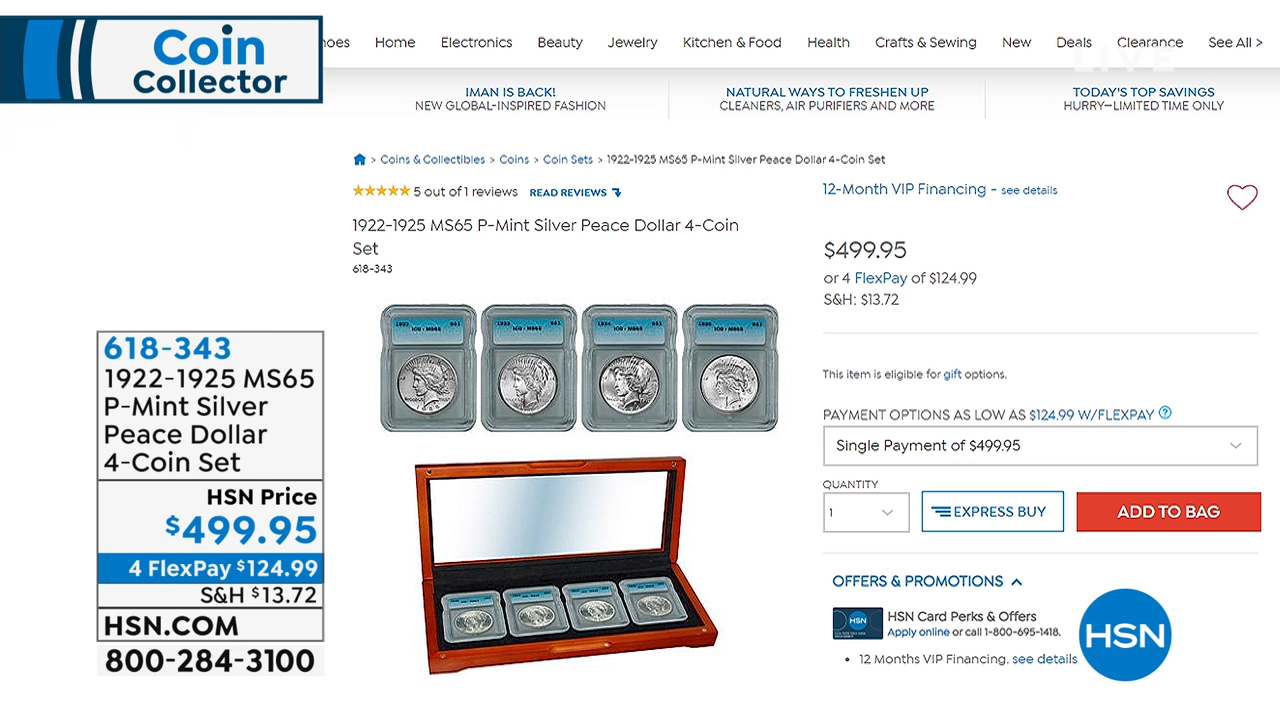 Coin
Collector
oes Home Electronics Beauty Jewelry Kitchen & Food Health Crafts & Sewing New Deals Clearance See All >
LIVE
IMAN IS BACK!
NEW GLOBAL-INSPIRED FASHION
NATURAL WAYS TO FRESHEN UP
CLEANERS, AIR PURIFIERS AND MORE
TODAY'S TOP SAVINGS
HURRY—LIMITED TIME ONLY
> Coins & Collectibles > Coins > Coin Sets > 1922-1925 MS65 P-Mint Silver Peace Dollar 4-Coin Set
5 out of 1 reviews READ REVIEWS
1922-1925 MS65 P-Mint Silver Peace Dollar 4-Coin
Set
618-343
12-Month VIP Financing - see details
$499.95
or 4 FlexPay of $124.99
S&H: $13.72
This item is eligible for gift options.
PAYMENT OPTIONS AS LOW AS $124.99 W/FLEXPAY ?
Single Payment of $499.95
QUANTITY
1
EXPRESS BUY
ADD TO BAG
OFFERS & PROMOTIONS
HSN
HSN Card Perks & Offers
Apply online or call 1-800-695-1418.
• 12 Months VIP Financing. see details
HSN
618-343
1922-1925 MS65
P-Mint Silver
Peace Dollar
4-Coin Set
HSN Price
$499.95
4 FlexPay $124.99
S&H $13.72
HSN.COM
800-284-3100